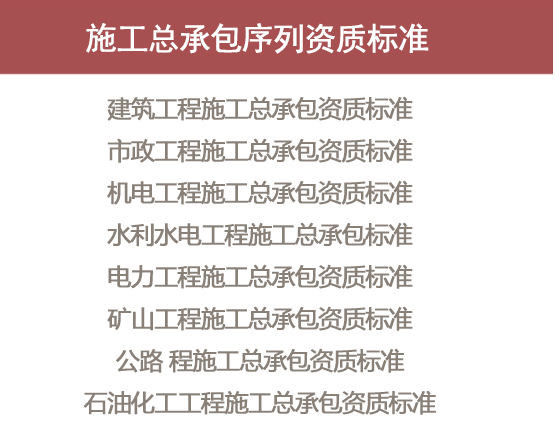 施工总承包序列资质标准
建筑工程施工总承包资质标准
市政工程施工总承包资质标准
机电工程施工总承包资质标准
水利水电工程施工总承包标准
电力工程施工总承包资质标准
矿山工程施工总承包资质标准
公路 程施工总承包资质标准
石油化工工程施工总承包资质标准